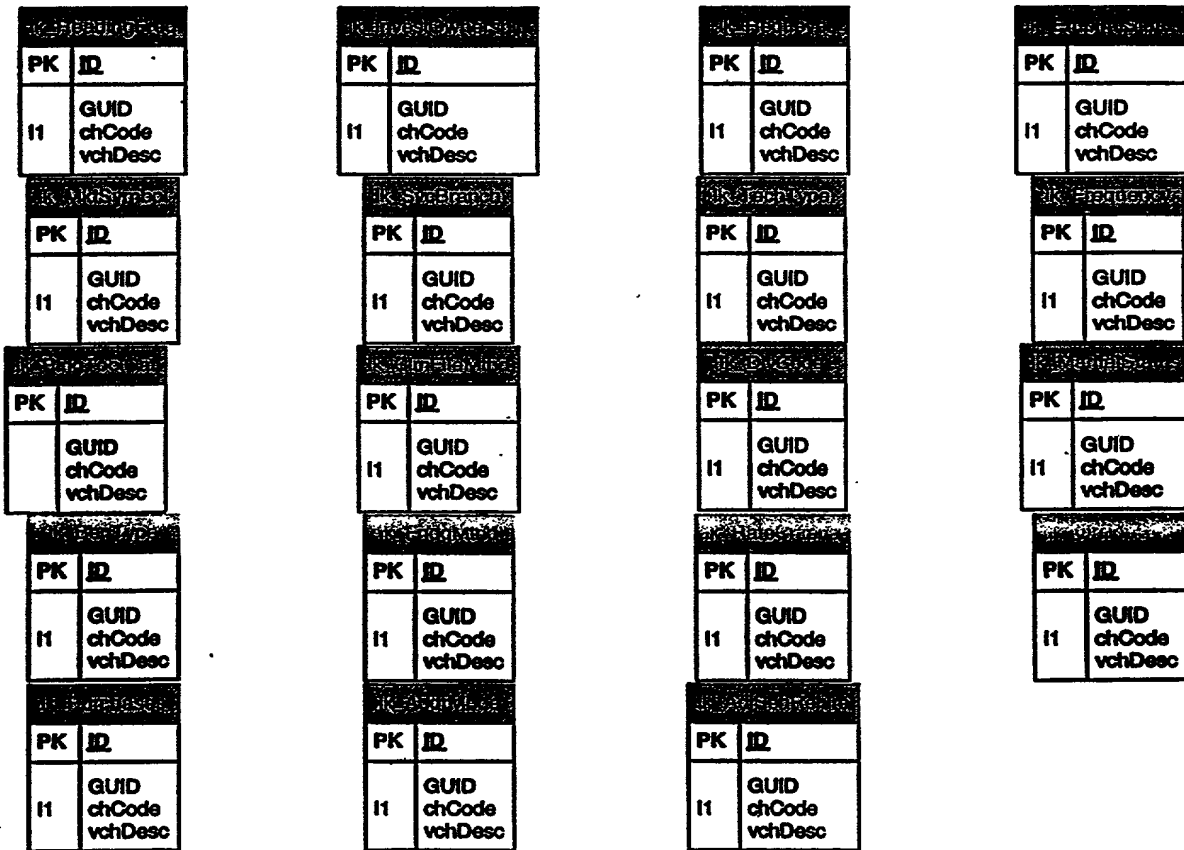 PK ID
I1 GUID
chCode
vchDesc
PK ID
I1 GUID
chCode
vchDesc
PK ID
I1 GUID
chCode
vchDesc
PK ID
I1 GUID
chCode
vchDesc
PK ID
I1 GUID
chCode
vchDesc
lk_SvcBranch
PK ID
I1 GUID
chCode
vchDesc
lk_TechType
PK ID
I1 GUID
chCode
vchDesc
lk_Frequency
PK ID
I1 GUID
chCode
vchDesc
PK ID
GUID
chCode
vchDesc
PK ID
I1 GUID
chCode
vchDesc
PK ID
I1 GUID
chCode
vchDesc
PK ID
I1 GUID
chCode
vchDesc
PK ID
I1 GUID
chCode
vchDesc
PK ID
I1 GUID
chCode
vchDesc
PK ID
I1 GUID
chCode
vchDesc
PK ID
I1 GUID
chCode
vchDesc
PK ID
I1 GUID
chCode
vchDesc
PK ID
I1 GUID
chCode
vchDesc
PK ID
I1 GUID
chCode
vchDesc